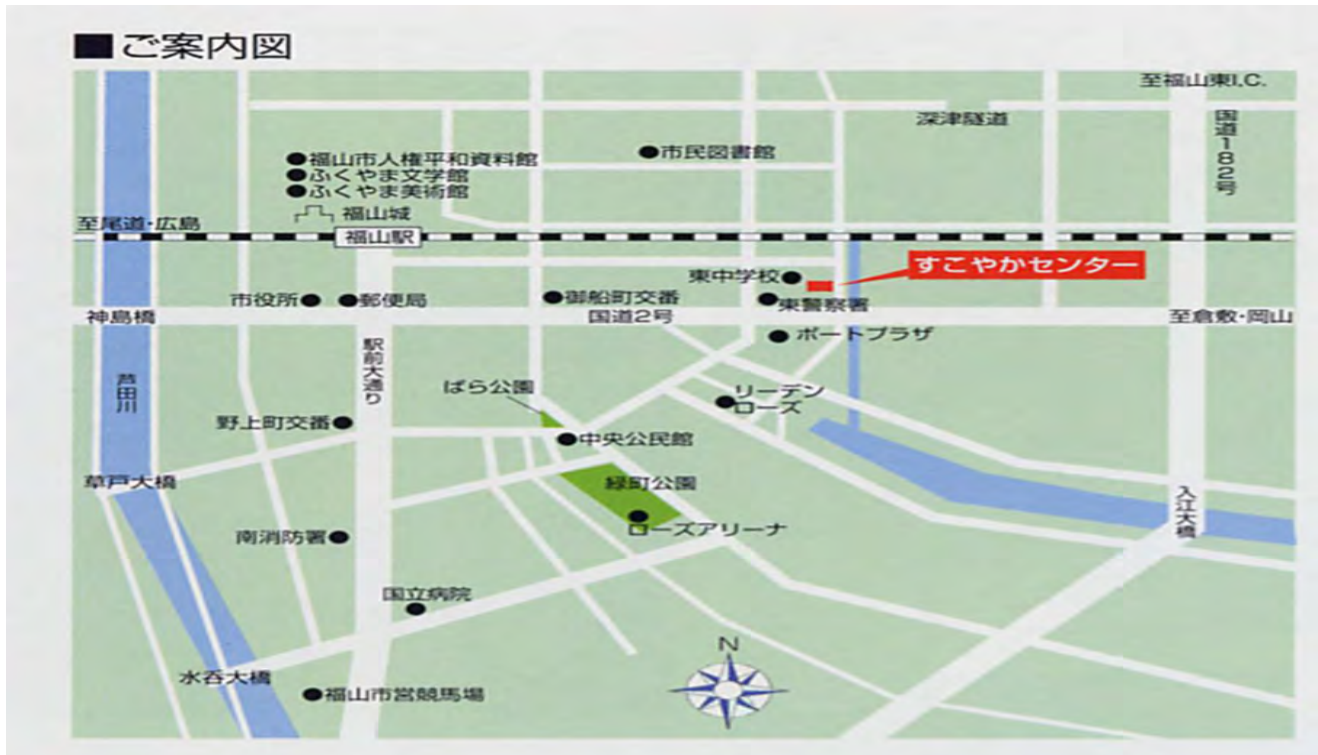 ■ご案内図
至福山東I.C.
深津隧道
国道182号
●市民図書館
●福山市人権平和資料館
●ふくやま文学館
●ふくやま美術館
福山城
至尾道・広島
福山駅
すこやかセンター
東中学校●
市役所●
●郵便局
●御船町交番
●東警察署
神島橋
国道2号
至倉敷・岡山
●ポートプラザ
駅前大通り
芦田川
ばら公園
●リーデン
ローズ
野上町交番●
●中央公民館
草戸大橋
緑町公園
入江大橋
●ローズアリーナ
南消防署●
国立病院
N
水呑大橋
●福山市営競馬場